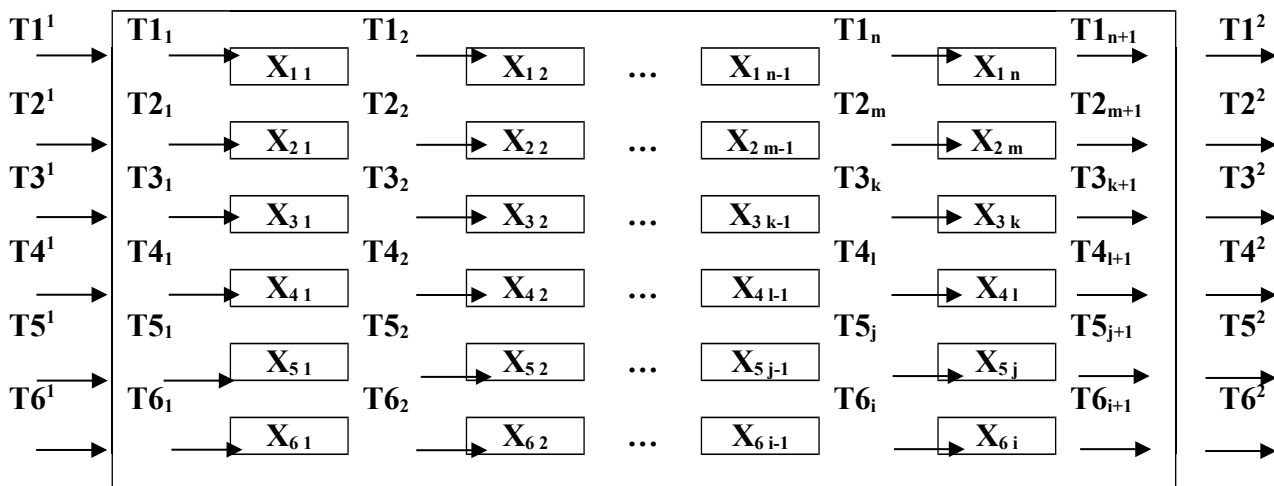 T1¹ T1₁ T1₂ T1ₙ T1ₙ₊₁ T1²
X₁ ₁ X₁ ₂ … X₁ ₙ₋₁ X₁ ₙ
T2¹ T2₁ T2₂ T2ₘ T2ₘ₊₁ T2²
X₂ ₁ X₂ ₂ … X₂ ₘ₋₁ X₂ ₘ
T3¹ T3₁ T3₂ T3ₖ T3ₖ₊₁ T3²
X₃ ₁ X₃ ₂ … X₃ ₖ₋₁ X₃ ₖ
T4¹ T4₁ T4₂ T4ₗ T4ₗ₊₁ T4²
X₄ ₁ X₄ ₂ … X₄ ₗ₋₁ X₄ ₗ
T5¹ T5₁ T5₂ T5ⱼ T5ⱼ₊₁ T5²
X₅ ₁ X₅ ₂ … X₅ ⱼ₋₁ X₅ ⱼ
T6¹ T6₁ T6₂ T6ᵢ T6ᵢ₊₁ T6²
X₆ ₁ X₆ ₂ … X₆ ᵢ₋₁ X₆ ᵢ